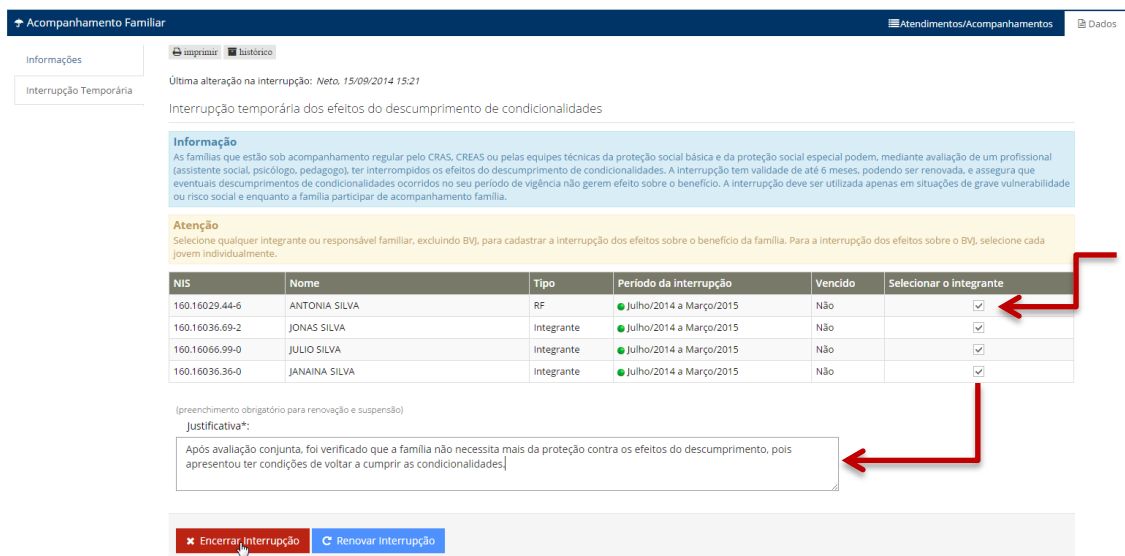 Acompanhamento Familiar
Atendimentos/Acompanhamentos
Dados
Informações
Interrupção Temporária
imprimir histórico
Última alteração na interrupção: Neto, 15/09/2014 15:21
Interrupção temporária dos efeitos do descumprimento de condicionalidades
Informação
As famílias que estão sob acompanhamento regular pelo CRAS, CREAS ou pelas equipes técnicas da proteção social básica e da proteção social especial podem, mediante avaliação de um profissional
(assistente social, psicólogo, pedagogo), ter interrompidos os efeitos do descumprimento de condicionalidades. A interrupção tem validade de até 6 meses, podendo ser renovada, e assegura que
eventuais descumprimentos de condicionalidades ocorridos no seu período de vigência não gerem efeito sobre o benefício. A interrupção deve ser utilizada apenas em situações de grave vulnerabilidade
ou risco social e enquanto a família participar de acompanhamento família.
Atenção
Selecione qualquer integrante ou responsável familiar, excluindo BVJ, para cadastrar a interrupção dos efeitos sobre o benefício da família. Para a interrupção dos efeitos sobre o BVJ, selecione cada
jovem individualmente.
NIS Nome Tipo Período da interrupção Vencido Selecionar o integrante
160.16029.44-6 ANTONIA SILVA RF Julho/2014 a Março/2015 Não
160.16036.69-2 JONAS SILVA Integrante Julho/2014 a Março/2015 Não
160.16066.99-0 JULIO SILVA Integrante Julho/2014 a Março/2015 Não
160.16036.36-0 JANAINA SILVA Integrante Julho/2014 a Março/2015 Não
(preenchimento obrigatório para renovação e suspensão)
Justificativa*:
Após avaliação conjunta, foi verificado que a família não necessita mais da proteção contra os efeitos do descumprimento, pois
apresentou ter condições de voltar a cumprir as condicionalidades.
Encerrar Interrupção Renovar Interrupção